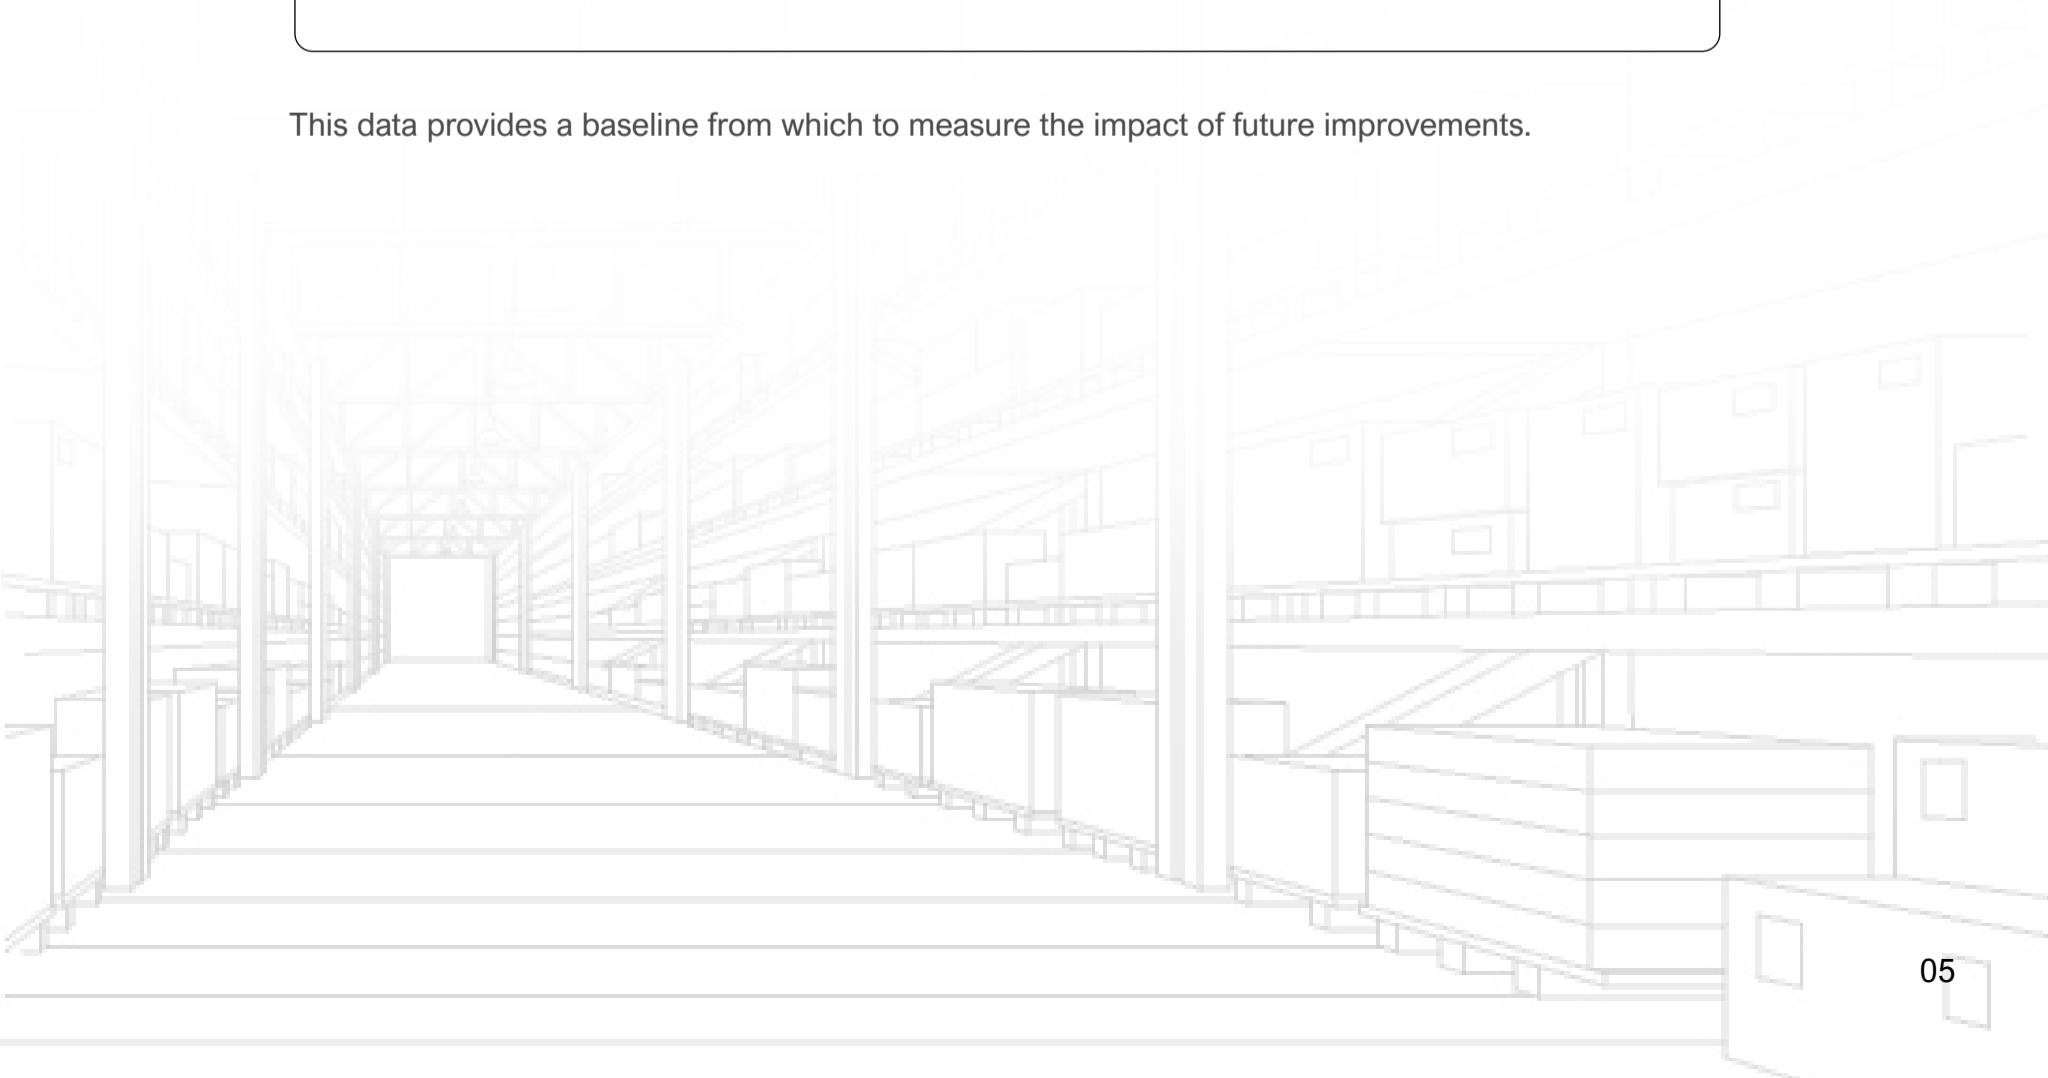 This data provides a baseline from which to measure the impact of future improvements.
05